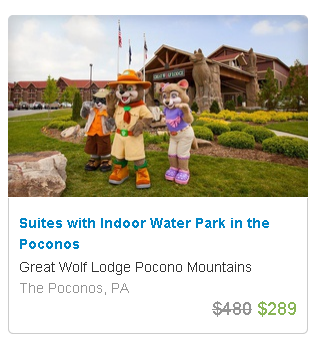 GREAT WOLF LODGE
Suites with Indoor Water Park in the
Poconos
Great Wolf Lodge Pocono Mountains
The Poconos, PA
$480 $289